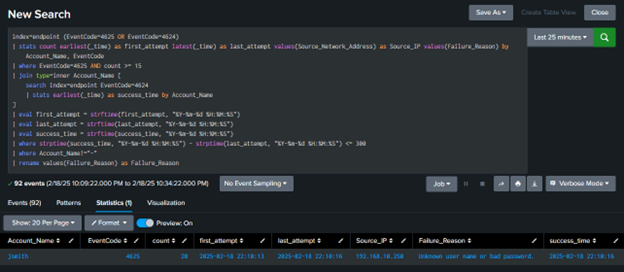 New Search
Save As
Create Table View
Close
index=endpoint (EventCode=4625 OR EventCode=4624)
| stats count earliest(_time) as first_attempt latest(_time) as last_attempt values(Source_Network_Address) as Source_IP values(Failure_Reason) by
Account_Name, EventCode
| where EventCode=4625 AND count >= 15
| join type=inner Account_Name [
search index=endpoint EventCode=4624
| stats earliest(_time) as success_time by Account_Name
]
| eval first_attempt = strftime(first_attempt, "%Y-%m-%d %H:%M:%S")
| eval last_attempt = strftime(last_attempt, "%Y-%m-%d %H:%M:%S")
| eval success_time = strftime(success_time, "%Y-%m-%d %H:%M:%S")
| where strptime(success_time, "%Y-%m-%d %H:%M:%S") - strptime(last_attempt, "%Y-%m-%d %H:%M:%S") <= 300
| where Account_Name!="-"
| rename values(Failure_Reason) as Failure_Reason
Last 25 minutes
✓ 92 events (2/18/25 10:09:22.000 PM to 2/18/25 10:34:22.000 PM)
No Event Sampling
Job
Verbose Mode
Events (92) Patterns Statistics (1) Visualization
Show: 20 Per Page
Format
Preview: On
Account_Name EventCode count first_attempt last_attempt Source_IP Failure_Reason success_time
jsmith 4625 20 2025-02-18 22:10:13 2025-02-18 22:10:16 192.168.10.250 Unknown user name or bad password. 2025-02-18 22:10:16